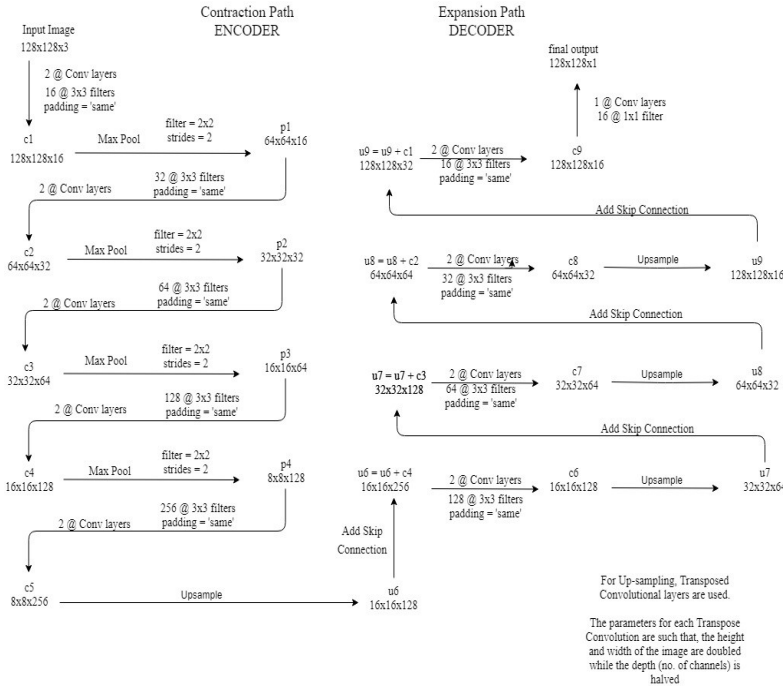 Contraction Path
ENCODER
Expansion Path
DECODER
Input Image
128x128x3
2 @ Conv layers
16 @ 3x3 filters
padding = 'same'
c1
128x128x16
Max Pool
filter = 2x2
strides = 2
p1
64x64x16
2 @ Conv layers
32 @ 3x3 filters
padding = 'same'
c2
64x64x32
Max Pool
filter = 2x2
strides = 2
p2
32x32x32
2 @ Conv layers
64 @ 3x3 filters
padding = 'same'
c3
32x32x64
Max Pool
filter = 2x2
strides = 2
p3
16x16x64
2 @ Conv layers
128 @ 3x3 filters
padding = 'same'
c4
16x16x128
Max Pool
filter = 2x2
strides = 2
p4
8x8x128
2 @ Conv layers
256 @ 3x3 filters
padding = 'same'
c5
8x8x256
Upsample
u6
16x16x128
Add Skip
Connection
u6 = u6 + c4
16x16x256
2 @ Conv layers
128 @ 3x3 filters
padding = 'same'
c6
16x16x128
Upsample
u7
32x32x64
Add Skip Connection
u7 = u7 + c3
32x32x128
2 @ Conv layers
64 @ 3x3 filters
padding = 'same'
c7
32x32x64
Upsample
u8
64x64x32
Add Skip Connection
u8 = u8 + c2
64x64x64
2 @ Conv layers
32 @ 3x3 filters
padding = 'same'
c8
64x64x32
Upsample
u9
128x128x16
Add Skip Connection
u9 = u9 + c1
128x128x32
2 @ Conv layers
16 @ 3x3 filters
padding = 'same'
c9
128x128x16
1 @ Conv layers
16 @ 1x1 filter
final output
128x128x1
For Up-sampling, Transposed
Convolutional layers are used.
The parameters for each Transpose
Convolution are such that, the height
and width of the image are doubled
while the depth (no. of channels) is
halved